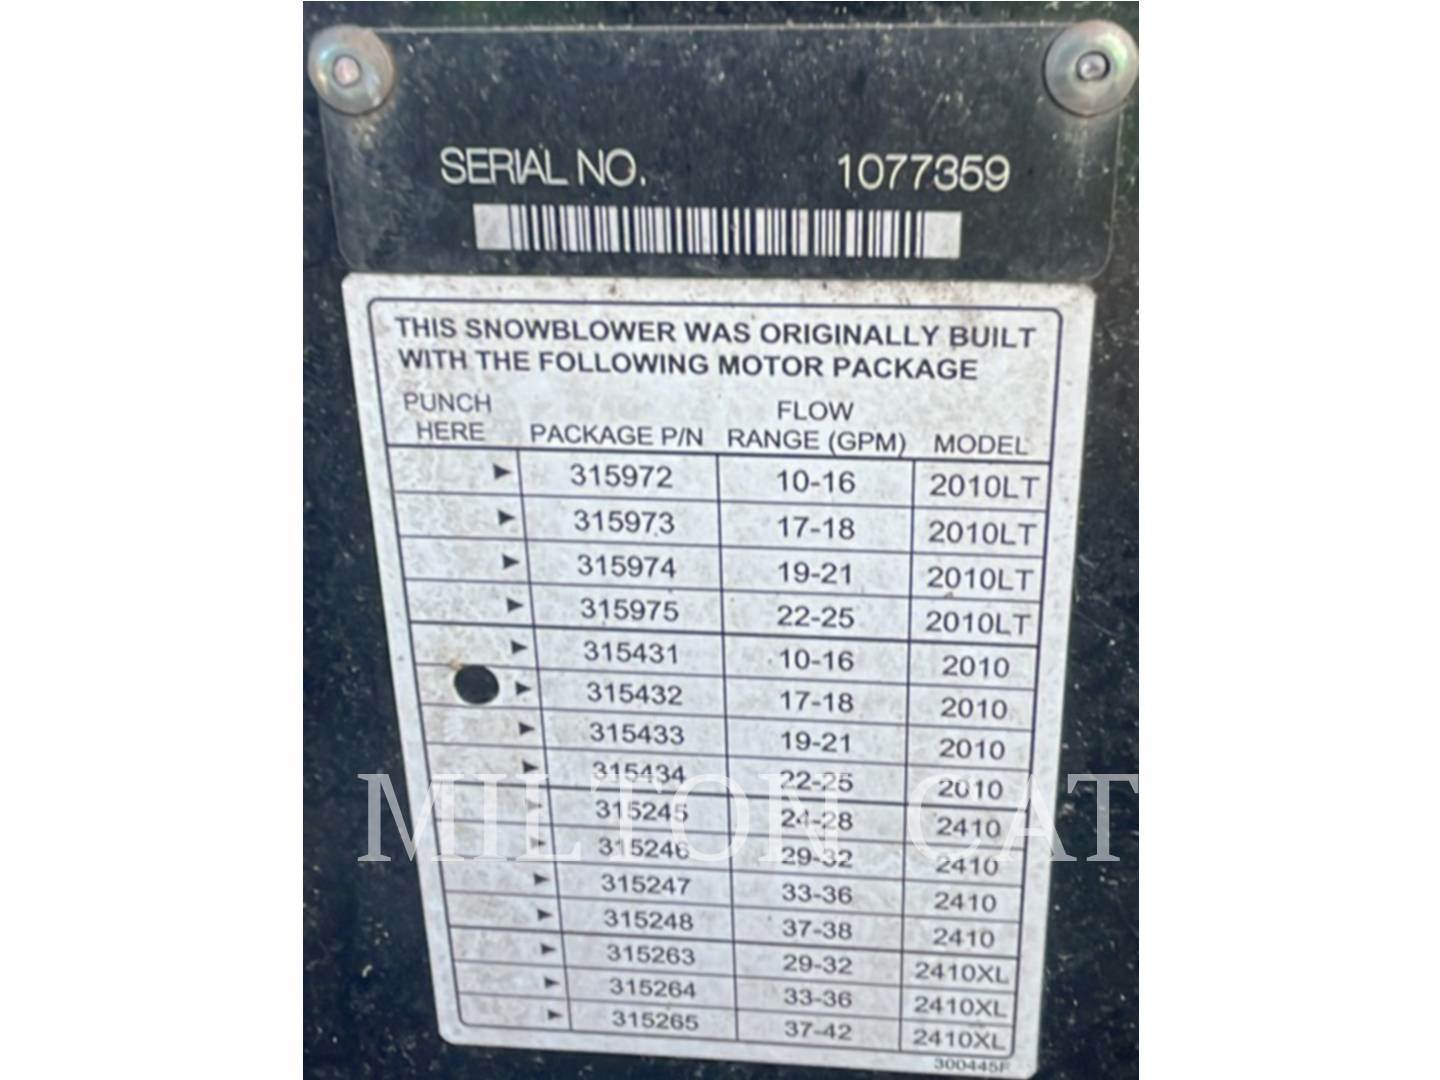 SERIAL NO. 1077359
THIS SNOWBLOWER WAS ORIGINALLY BUILT
WITH THE FOLLOWING MOTOR PACKAGE
PUNCH HERE PACKAGE P/N FLOW RANGE (GPM) MODEL
315972 10-16 2010LT
315973 17-18 2010LT
315974 19-21 2010LT
315975 22-25 2010LT
315431 10-16 2010
315432 17-18 2010
315433 19-21 2010
315434 22-25 2010
315245 24-28 2410
315246 29-32 2410
315247 33-36 2410
315248 37-38 2410
315263 29-32 2410XL
315264 33-36 2410XL
315265 37-42 2410XL
MILTON CAT